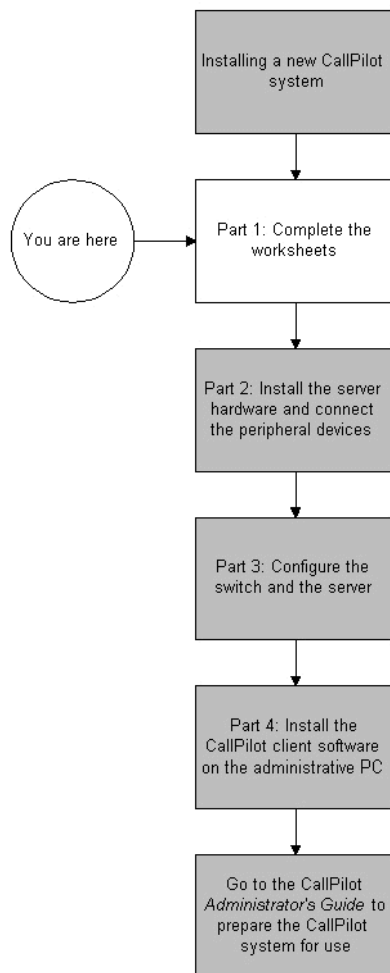 Installing a new CallPilot
system
You are here
Part 1: Complete the
worksheets
Part 2: Install the server
hardware and connect
the peripheral devices
Part 3: Configure the
switch and the server
Part 4: Install the
CallPilot client software
on the administrative PC
Go to the CallPilot
Administrator's Guide to
prepare the CallPilot
system for use